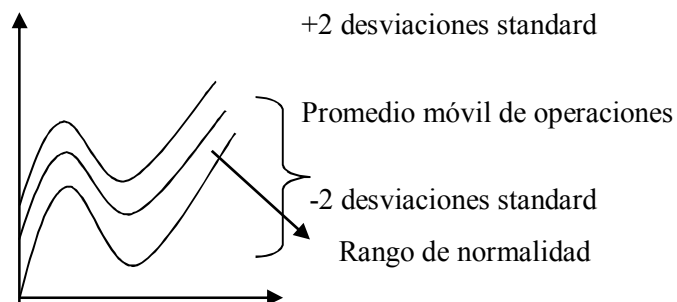 +2 desviaciones standard
Promedio móvil de operaciones
-2 desviaciones standard
Rango de normalidad